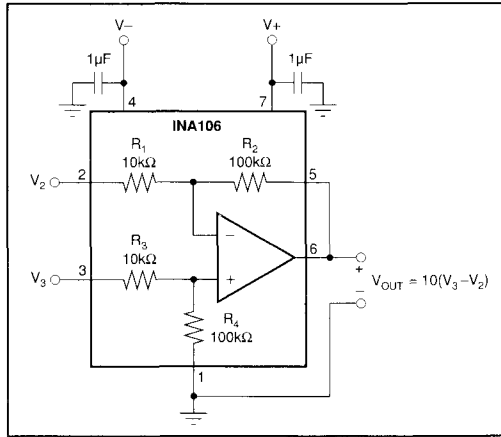 V– V+
1µF 1µF
4 7
INA106
R1 R2
10kΩ 100kΩ
V2 2 5
– 6
R3
10kΩ
V3 3 + +
VOUT = 10(V3–V2)
–
R4
100kΩ
1